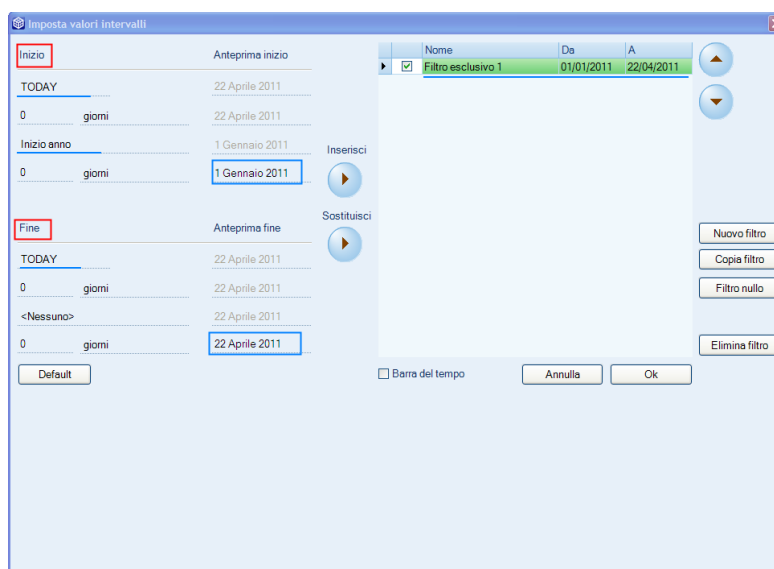 Imposta valori intervalli
Inizio Anteprima inizio
TODAY 22 Aprile 2011
0 giorni 22 Aprile 2011
Inizio anno 1 Gennaio 2011
0 giorni 1 Gennaio 2011
Fine Anteprima fine
TODAY 22 Aprile 2011
0 giorni 22 Aprile 2011
<Nessuno> 22 Aprile 2011
0 giorni 22 Aprile 2011
Default
Inserisci
Sostituisci
Nome Da A
Filtro esclusivo 1 01/01/2011 22/04/2011
Nuovo filtro
Copia filtro
Filtro nullo
Elimina filtro
Barra del tempo Annulla Ok